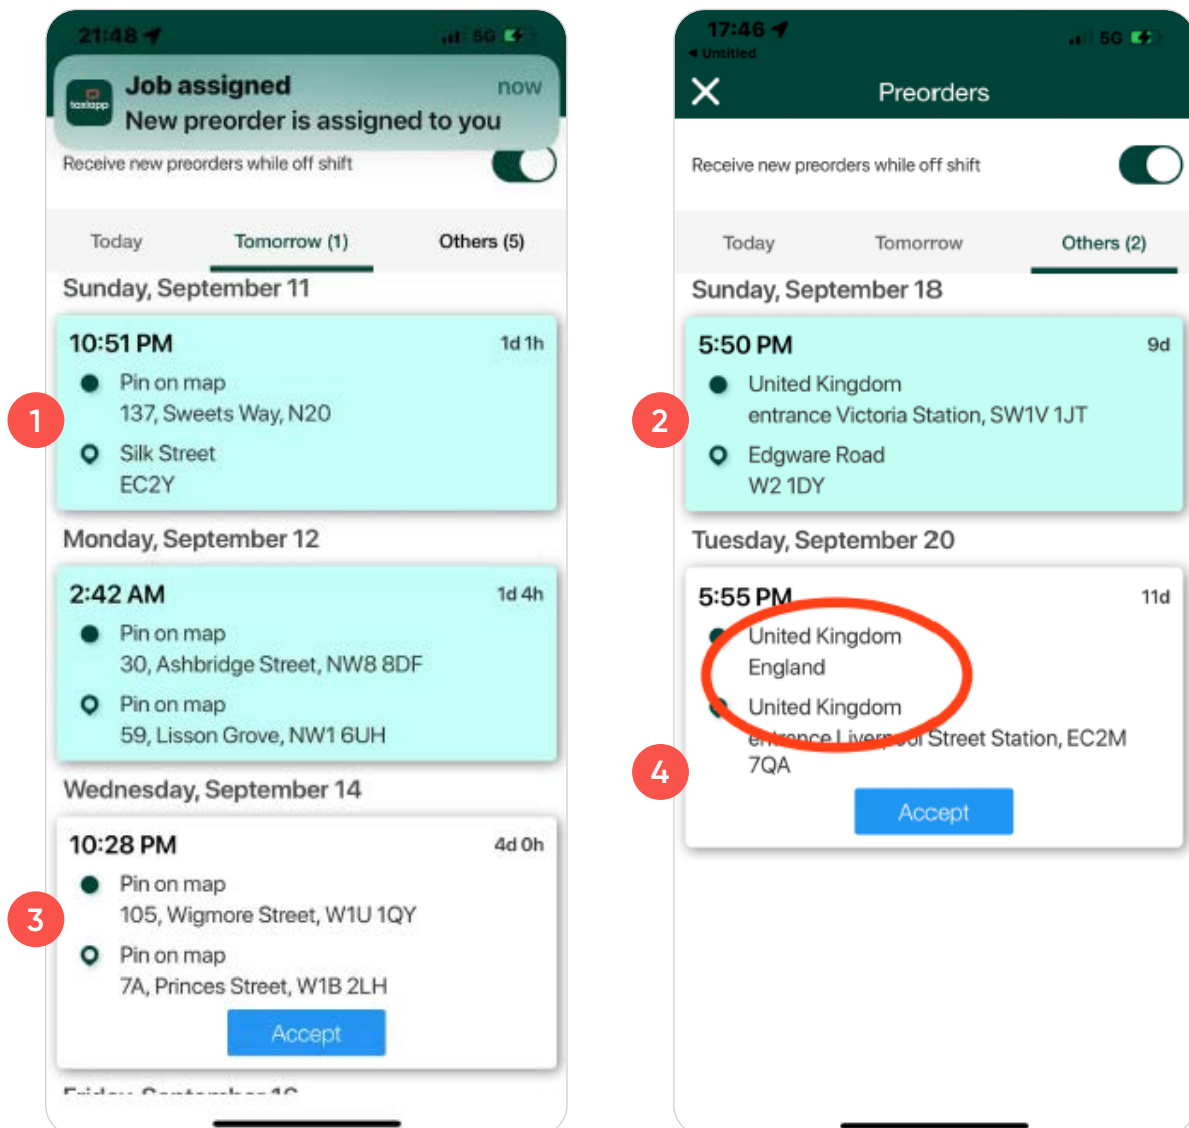 21:48
5G
taxiapp
Job assigned
now
New preorder is assigned to you
Receive new preorders while off shift
Today
Tomorrow (1)
Others (5)
Sunday, September 11
10:51 PM
1d 1h
Pin on map
137, Sweets Way, N20
1
Silk Street
EC2Y
Monday, September 12
2:42 AM
1d 4h
Pin on map
30, Ashbridge Street, NW8 8DF
Pin on map
59, Lisson Grove, NW1 6UH
Wednesday, September 14
10:28 PM
4d 0h
Pin on map
105, Wigmore Street, W1U 1QY
3
Pin on map
7A, Princes Street, W1B 2LH
Accept
17:46
5G
Untitled
Preorders
Receive new preorders while off shift
Today
Tomorrow
Others (2)
Sunday, September 18
5:50 PM
9d
United Kingdom
entrance Victoria Station, SW1V 1JT
2
Edgware Road
W2 1DY
Tuesday, September 20
5:55 PM
11d
United Kingdom
England
United Kingdom
entrance Liverpool Street Station, EC2M
7QA
4
Accept